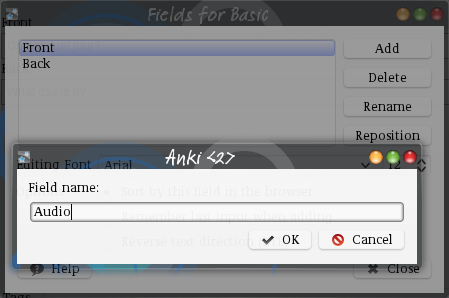 Front
Fields for Basic
Front
Add
Back
Delete
Rename
Reposition
Anki <2>
Editing Font
Arial
12
Field name:
Sort by this field in the browser
Audio
Remember last input when adding
Reverse text direction
OK
Cancel
Help
Close
Tags